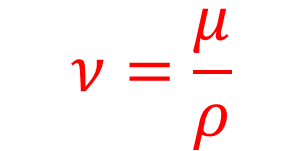 ν = μ/ρ